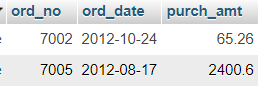 ord_no ord_date purch_amt
7002 2012-10-24 65.26
7005 2012-08-17 2400.6